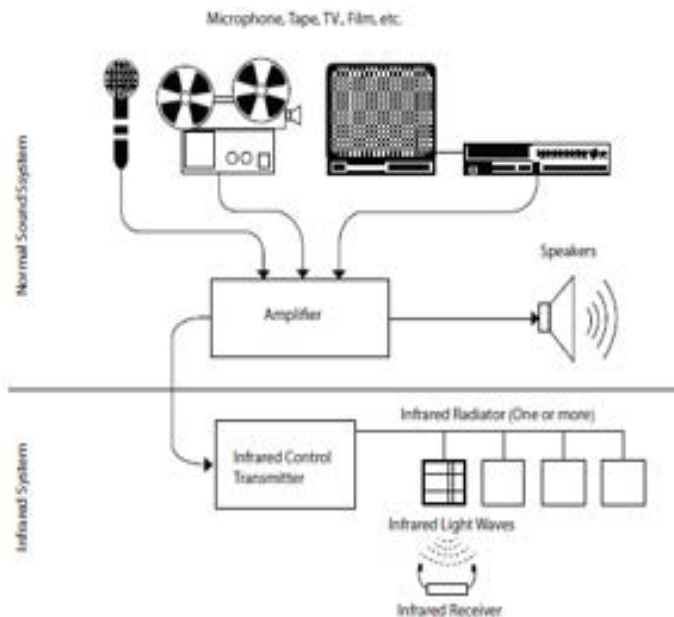 Microphone, Tape, TV., Film, etc.
Normal Sound Ssystem
Speakers
Amplifier
Infrared System
Infrared Radiator (One or more)
Infrared Control
Transmitter
Infrared Light Waves
Infrared Receiver